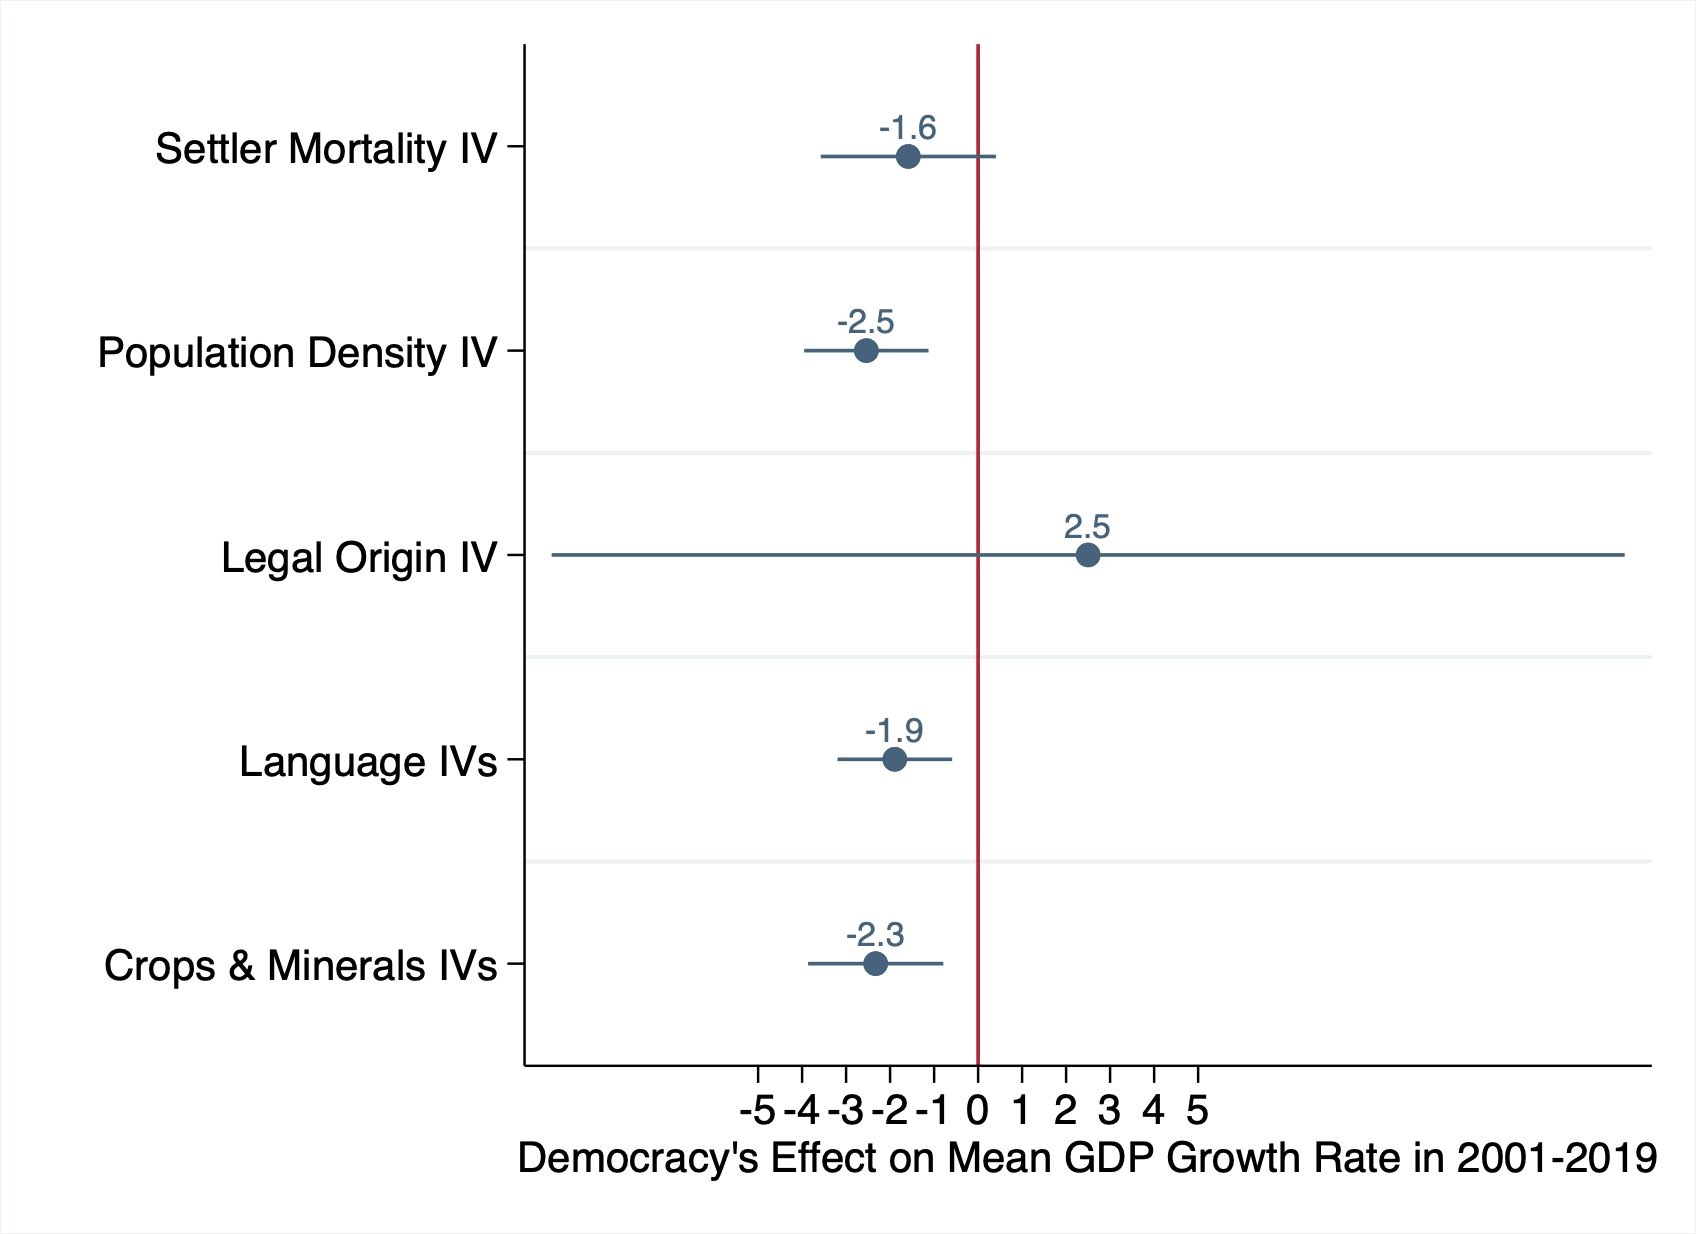 Settler Mortality IV
-1.6
Population Density IV
-2.5
Legal Origin IV
2.5
Language IVs
-1.9
Crops & Minerals IVs
-2.3
-5 -4 -3 -2 -1 0 1 2 3 4 5
Democracy's Effect on Mean GDP Growth Rate in 2001-2019